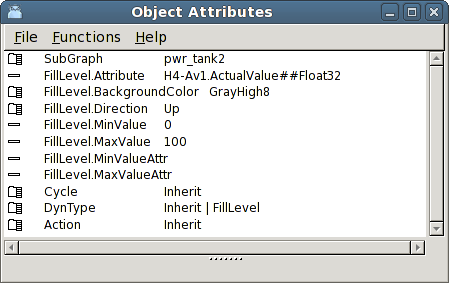 Object Attributes
File Functions Help
SubGraph pwr_tank2
FillLevel.Attribute H4-Av1.ActualValue##Float32
FillLevel.BackgroundColor GrayHigh8
FillLevel.Direction Up
FillLevel.MinValue 0
FillLevel.MaxValue 100
FillLevel.MinValueAttr
FillLevel.MaxValueAttr
Cycle Inherit
DynType Inherit | FillLevel
Action Inherit